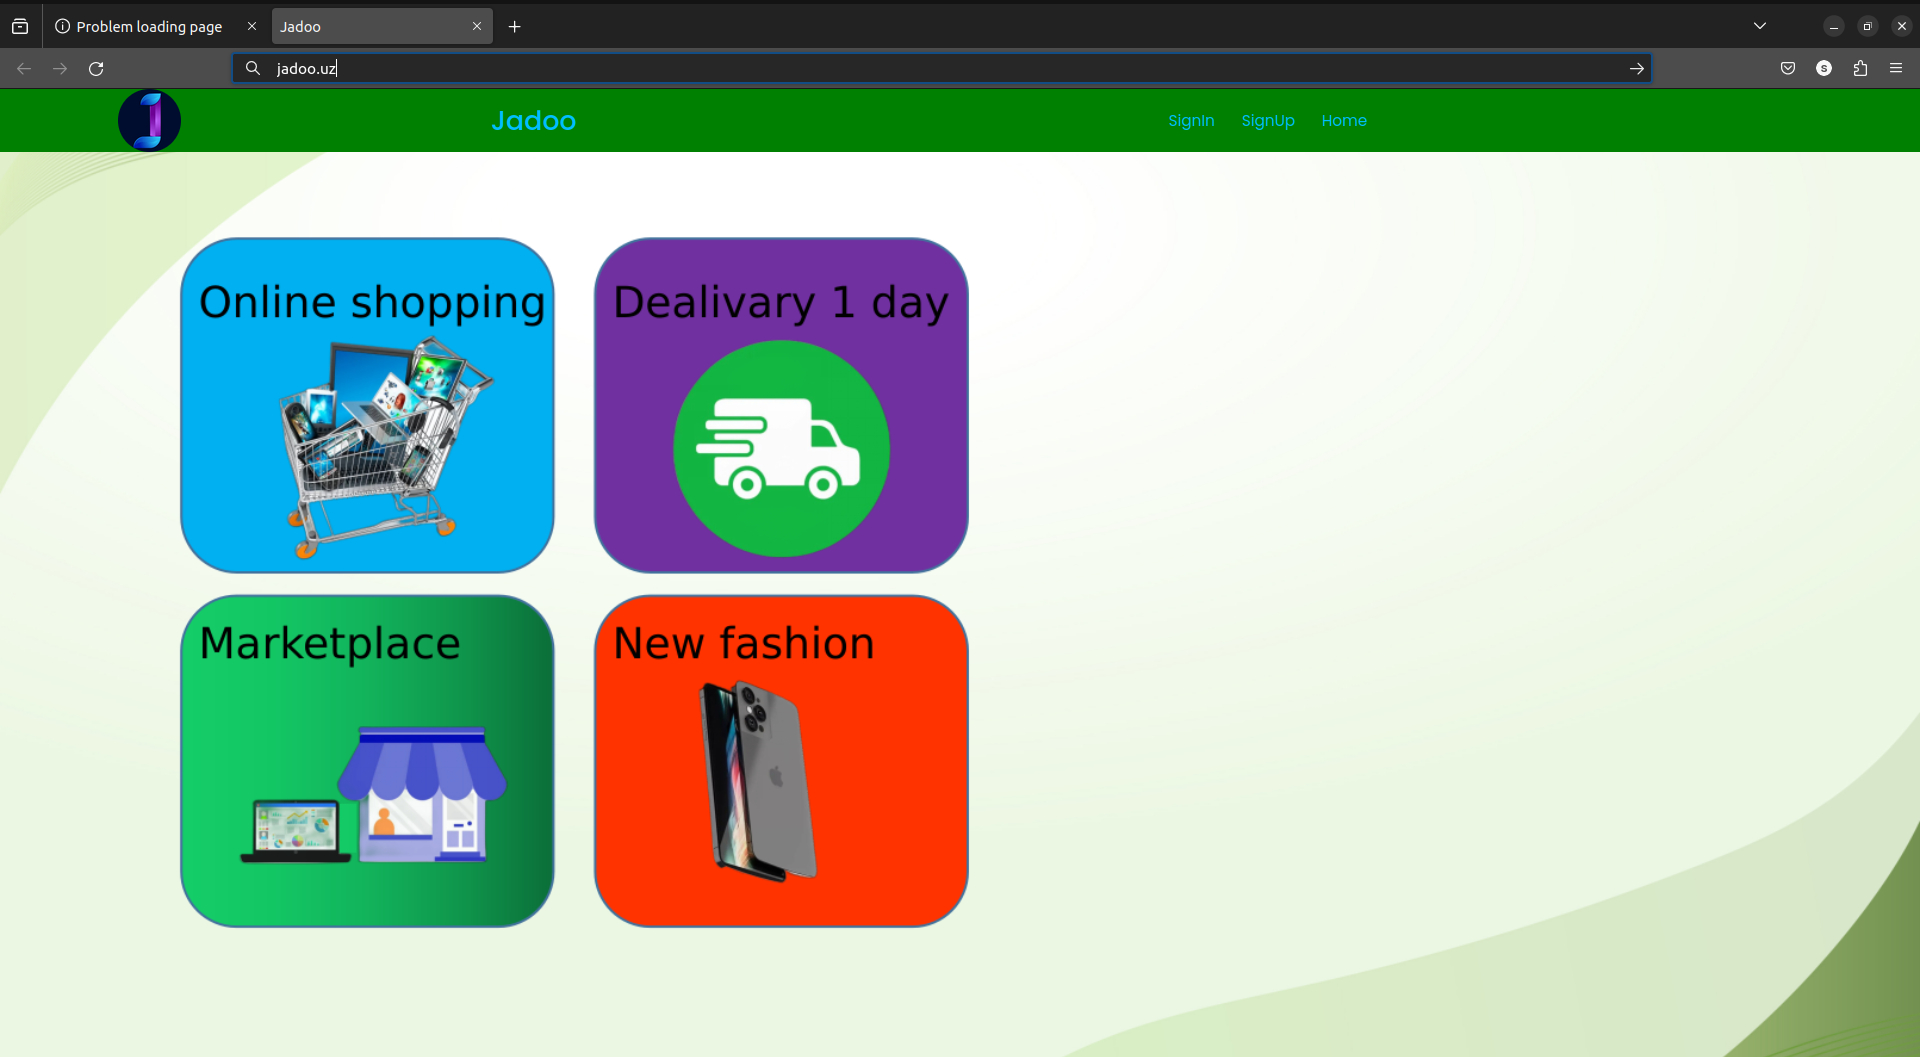 Problem loading page
Jadoo
jadoo.uz
S
J
Jadoo
SignIn
SignUp
Home
Online shopping
Dealivary 1 day
Marketplace
New fashion